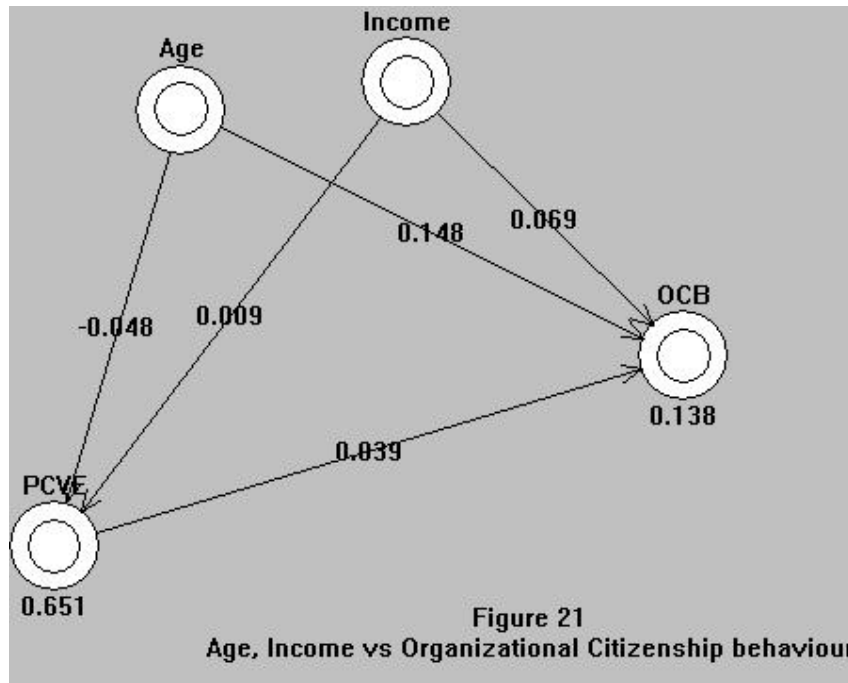 Income
Age
0.069
0.148
OCB
-0.048
0.009
0.138
0.039
PCVE
0.651
Figure 21
Age, Income vs Organizational Citizenship behaviour